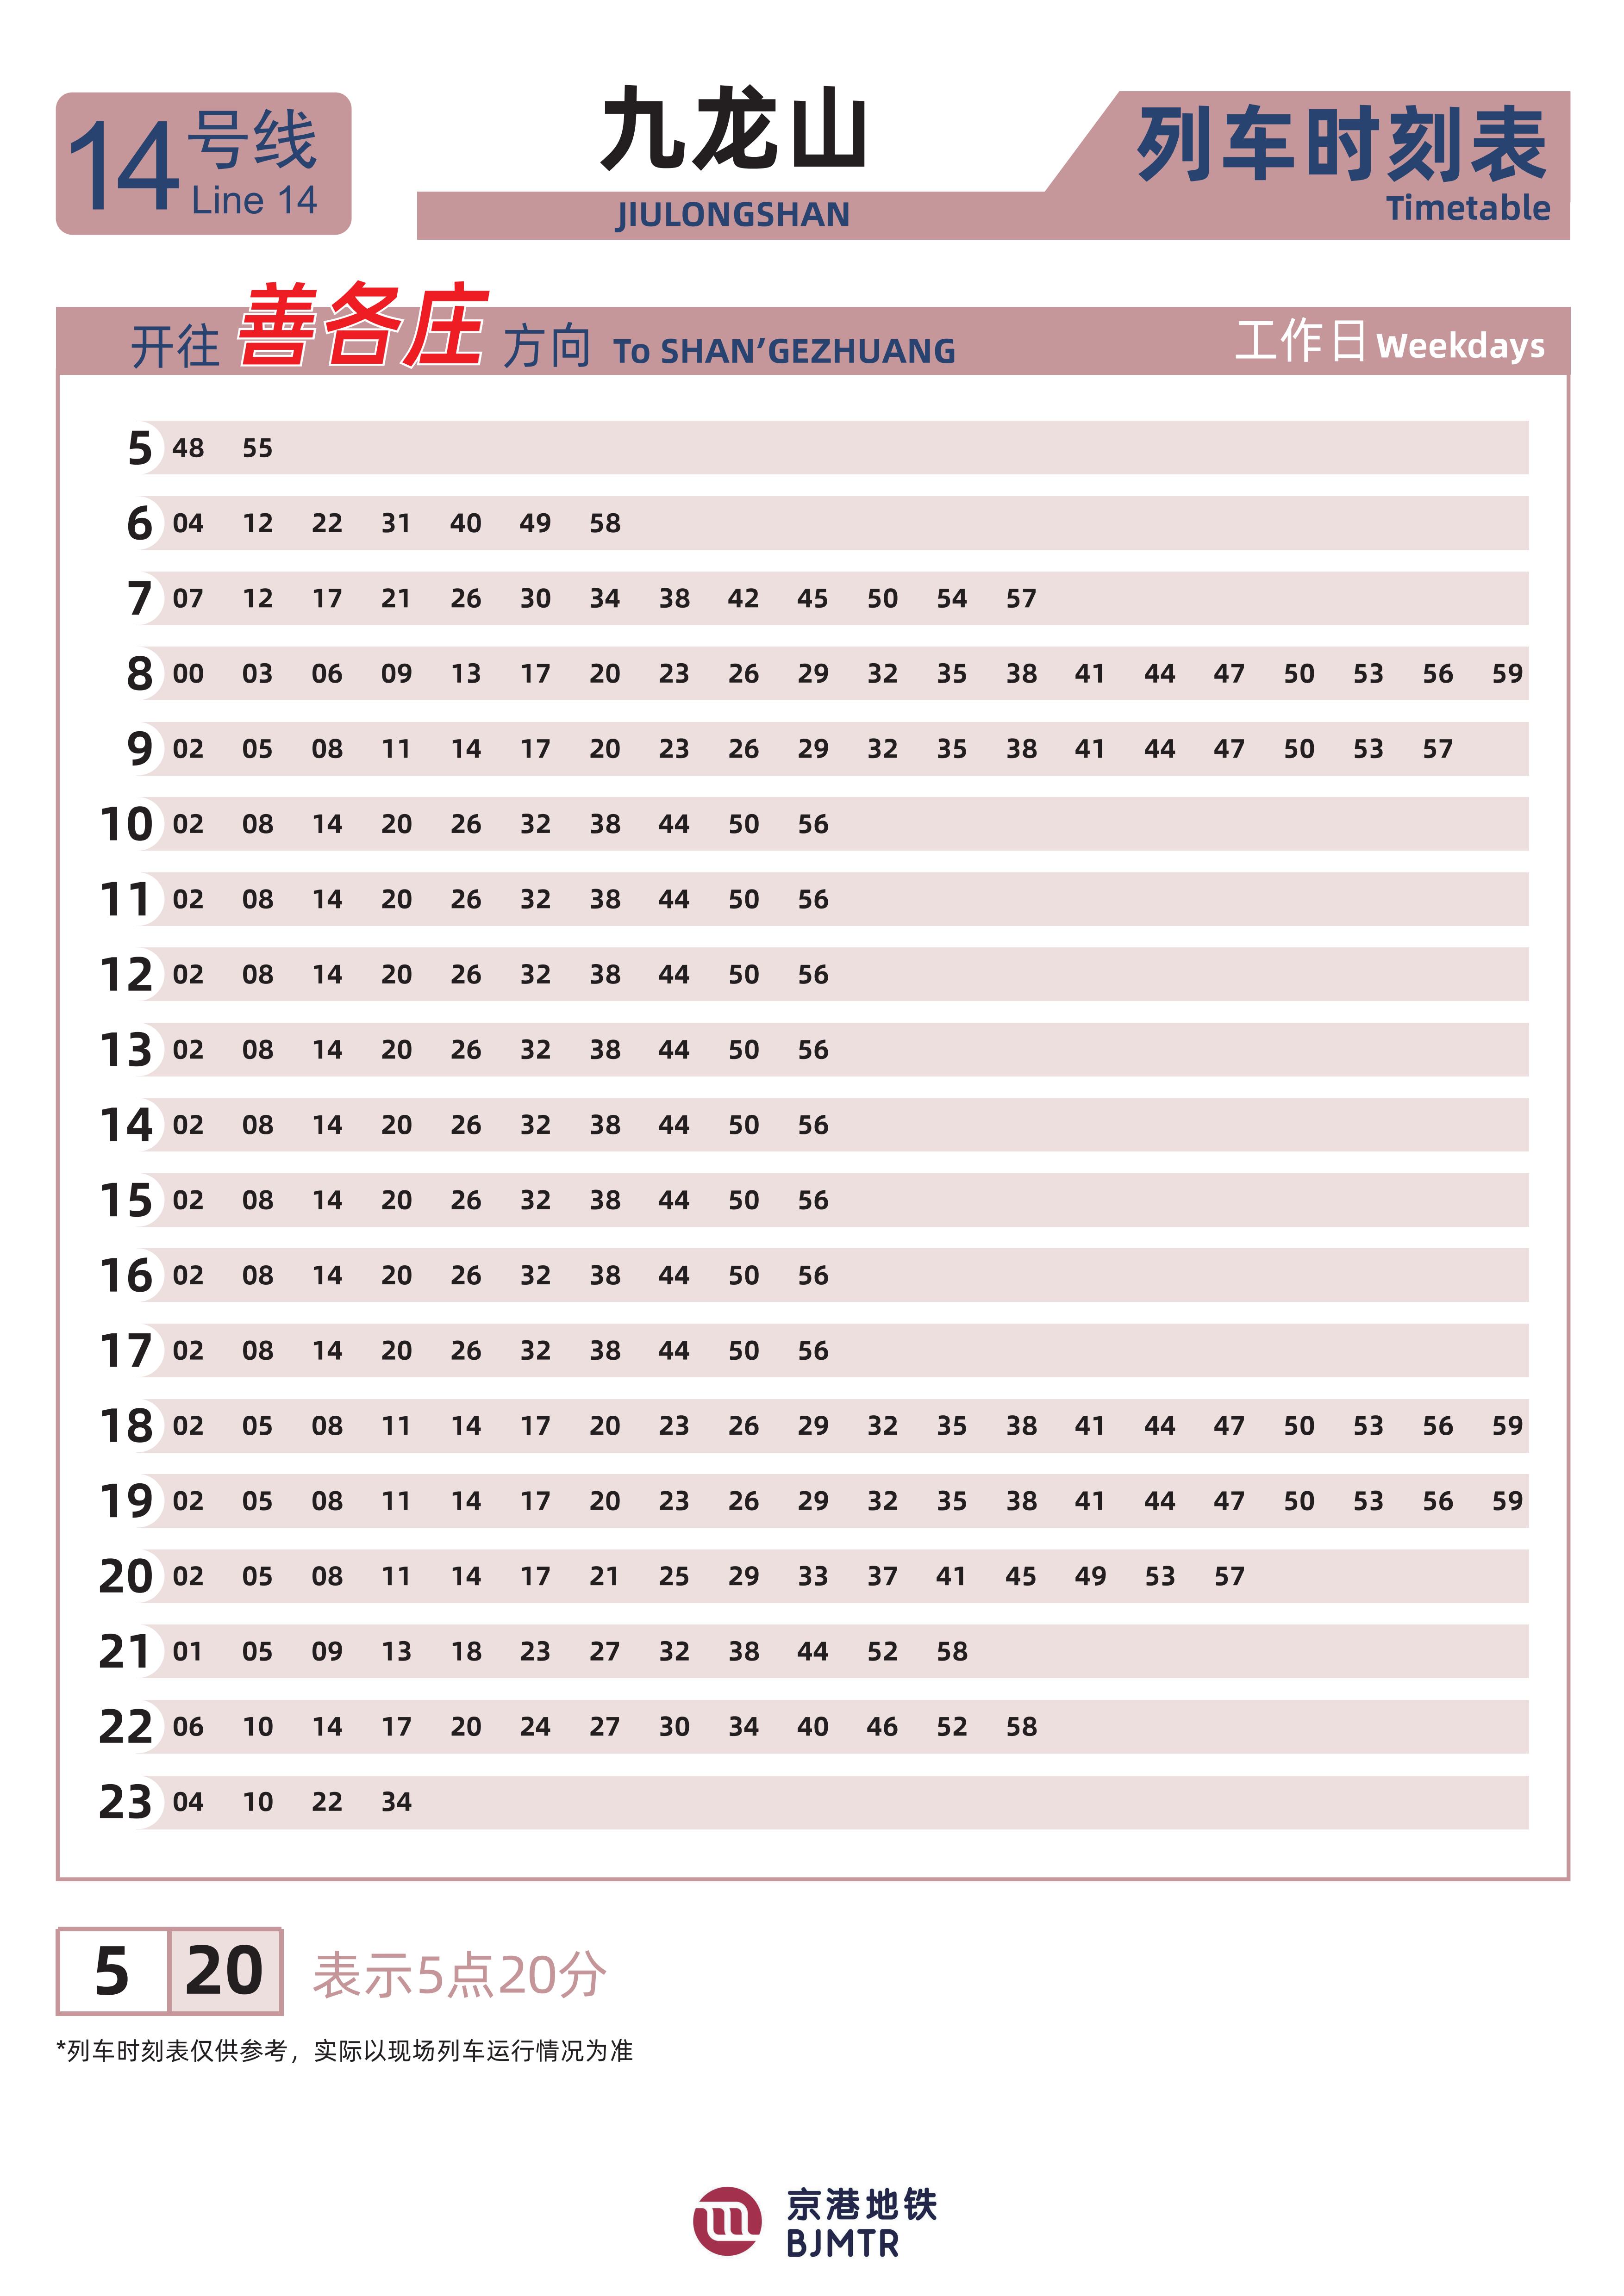 14 号线
Line 14
九龙山
JIULONGSHAN
列车时刻表
Timetable
开往 善各庄 方向 To SHAN’GEZHUANG 工作日 Weekdays
5 48 55
6 04 12 22 31 40 49 58
7 07 12 17 21 26 30 34 38 42 45 50 54 57
8 00 03 06 09 13 17 20 23 26 29 32 35 38 41 44 47 50 53 56 59
9 02 05 08 11 14 17 20 23 26 29 32 35 38 41 44 47 50 53 57
10 02 08 14 20 26 32 38 44 50 56
11 02 08 14 20 26 32 38 44 50 56
12 02 08 14 20 26 32 38 44 50 56
13 02 08 14 20 26 32 38 44 50 56
14 02 08 14 20 26 32 38 44 50 56
15 02 08 14 20 26 32 38 44 50 56
16 02 08 14 20 26 32 38 44 50 56
17 02 08 14 20 26 32 38 44 50 56
18 02 05 08 11 14 17 20 23 26 29 32 35 38 41 44 47 50 53 56 59
19 02 05 08 11 14 17 20 23 26 29 32 35 38 41 44 47 50 53 56 59
20 02 05 08 11 14 17 21 25 29 33 37 41 45 49 53 57
21 01 05 09 13 18 23 27 32 38 44 52 58
22 06 10 14 17 20 24 27 30 34 40 46 52 58
23 04 10 22 34
5 20 表示5点20分
*列车时刻表仅供参考，实际以现场列车运行情况为准
京港地铁
BJMTR